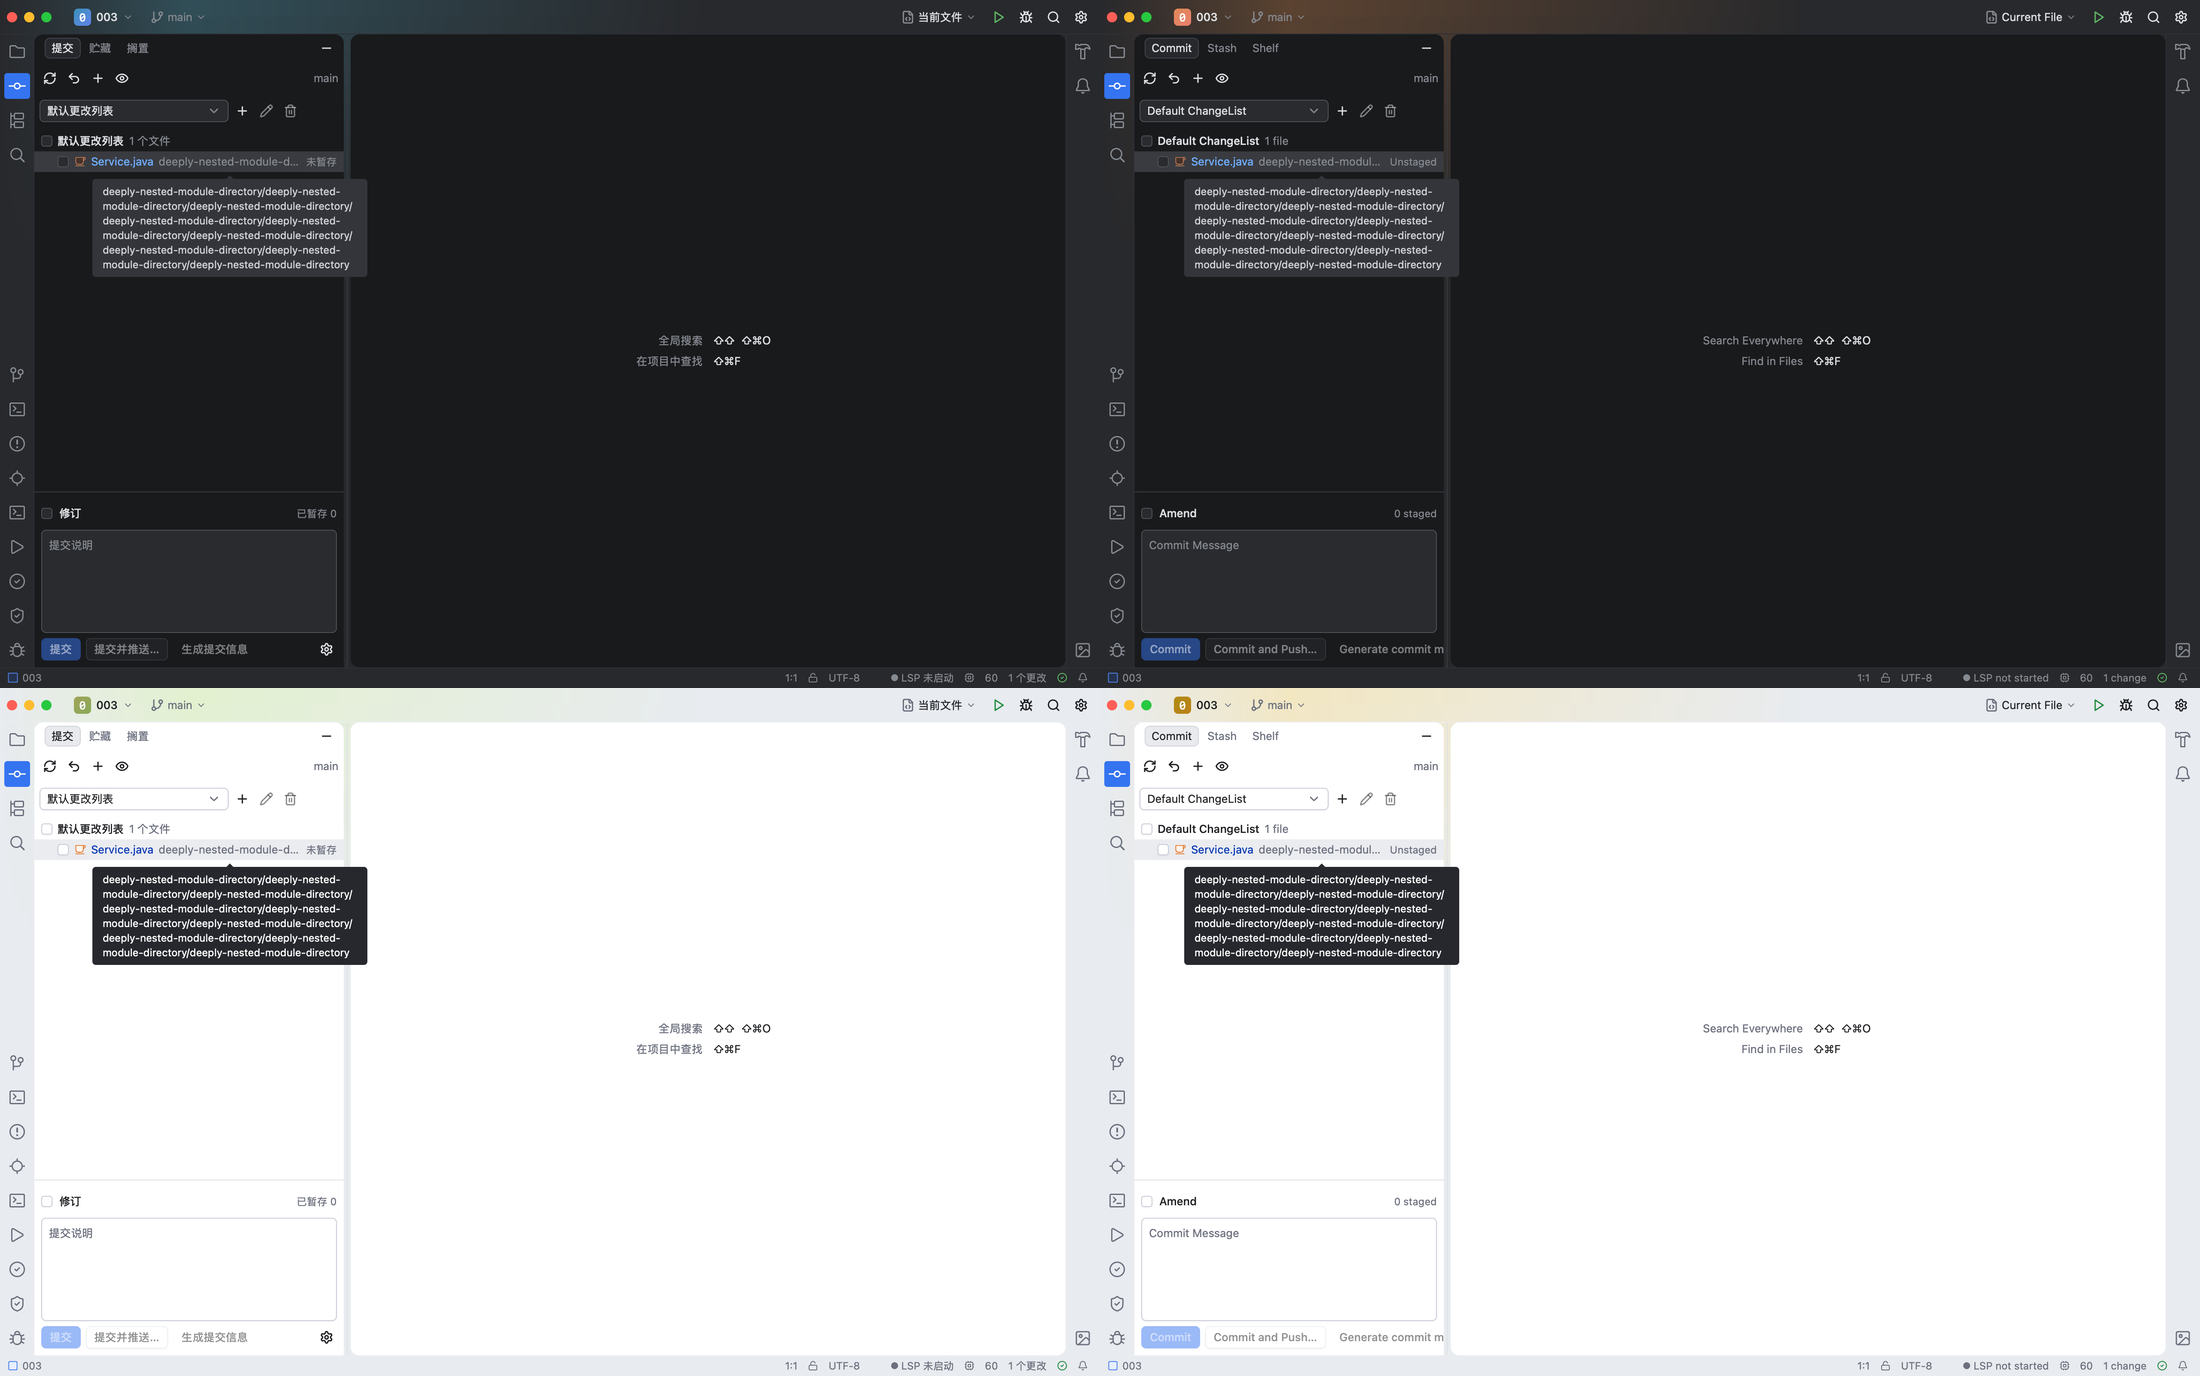 003
main
当前文件
提交
贮藏
搁置
main
默认更改列表
默认更改列表 1 个文件
Service.java deeply-nested-module-d... 未暂存
deeply-nested-module-directory/deeply-nested-
module-directory/deeply-nested-module-directory/
deeply-nested-module-directory/deeply-nested-
module-directory/deeply-nested-module-directory/
deeply-nested-module-directory/deeply-nested-
module-directory/deeply-nested-module-directory
全局搜索 ⇧⇧ ⇧⌘O
在项目中查找 ⇧⌘F
修订
已暂存 0
提交说明
提交
提交并推送...
生成提交信息
003
1:1
UTF-8
LSP 未启动
60
1 个更改
0
003
main
Current File
Commit
Stash
Shelf
main
Default ChangeList
Default ChangeList 1 file
Service.java deeply-nested-modul... Unstaged
deeply-nested-module-directory/deeply-nested-
module-directory/deeply-nested-module-directory/
deeply-nested-module-directory/deeply-nested-
module-directory/deeply-nested-module-directory/
deeply-nested-module-directory/deeply-nested-
module-directory/deeply-nested-module-directory
Search Everywhere ⇧⇧ ⇧⌘O
Find in Files ⇧⌘F
Amend
0 staged
Commit Message
Commit
Commit and Push...
Generate commit m
003
1:1
UTF-8
LSP not started
60
1 change
0
003
main
当前文件
提交
贮藏
搁置
main
默认更改列表
默认更改列表 1 个文件
Service.java deeply-nested-module-d... 未暂存
deeply-nested-module-directory/deeply-nested-
module-directory/deeply-nested-module-directory/
deeply-nested-module-directory/deeply-nested-
module-directory/deeply-nested-module-directory/
deeply-nested-module-directory/deeply-nested-
module-directory/deeply-nested-module-directory
全局搜索 ⇧⇧ ⇧⌘O
在项目中查找 ⇧⌘F
修订
已暂存 0
提交说明
提交
提交并推送...
生成提交信息
003
1:1
UTF-8
LSP 未启动
60
1 个更改
0
003
main
Current File
Commit
Stash
Shelf
main
Default ChangeList
Default ChangeList 1 file
Service.java deeply-nested-modul... Unstaged
deeply-nested-module-directory/deeply-nested-
module-directory/deeply-nested-module-directory/
deeply-nested-module-directory/deeply-nested-
module-directory/deeply-nested-module-directory/
deeply-nested-module-directory/deeply-nested-
module-directory/deeply-nested-module-directory
Search Everywhere ⇧⇧ ⇧⌘O
Find in Files ⇧⌘F
Amend
0 staged
Commit Message
Commit
Commit and Push...
Generate commit m
003
1:1
UTF-8
LSP not started
60
1 change